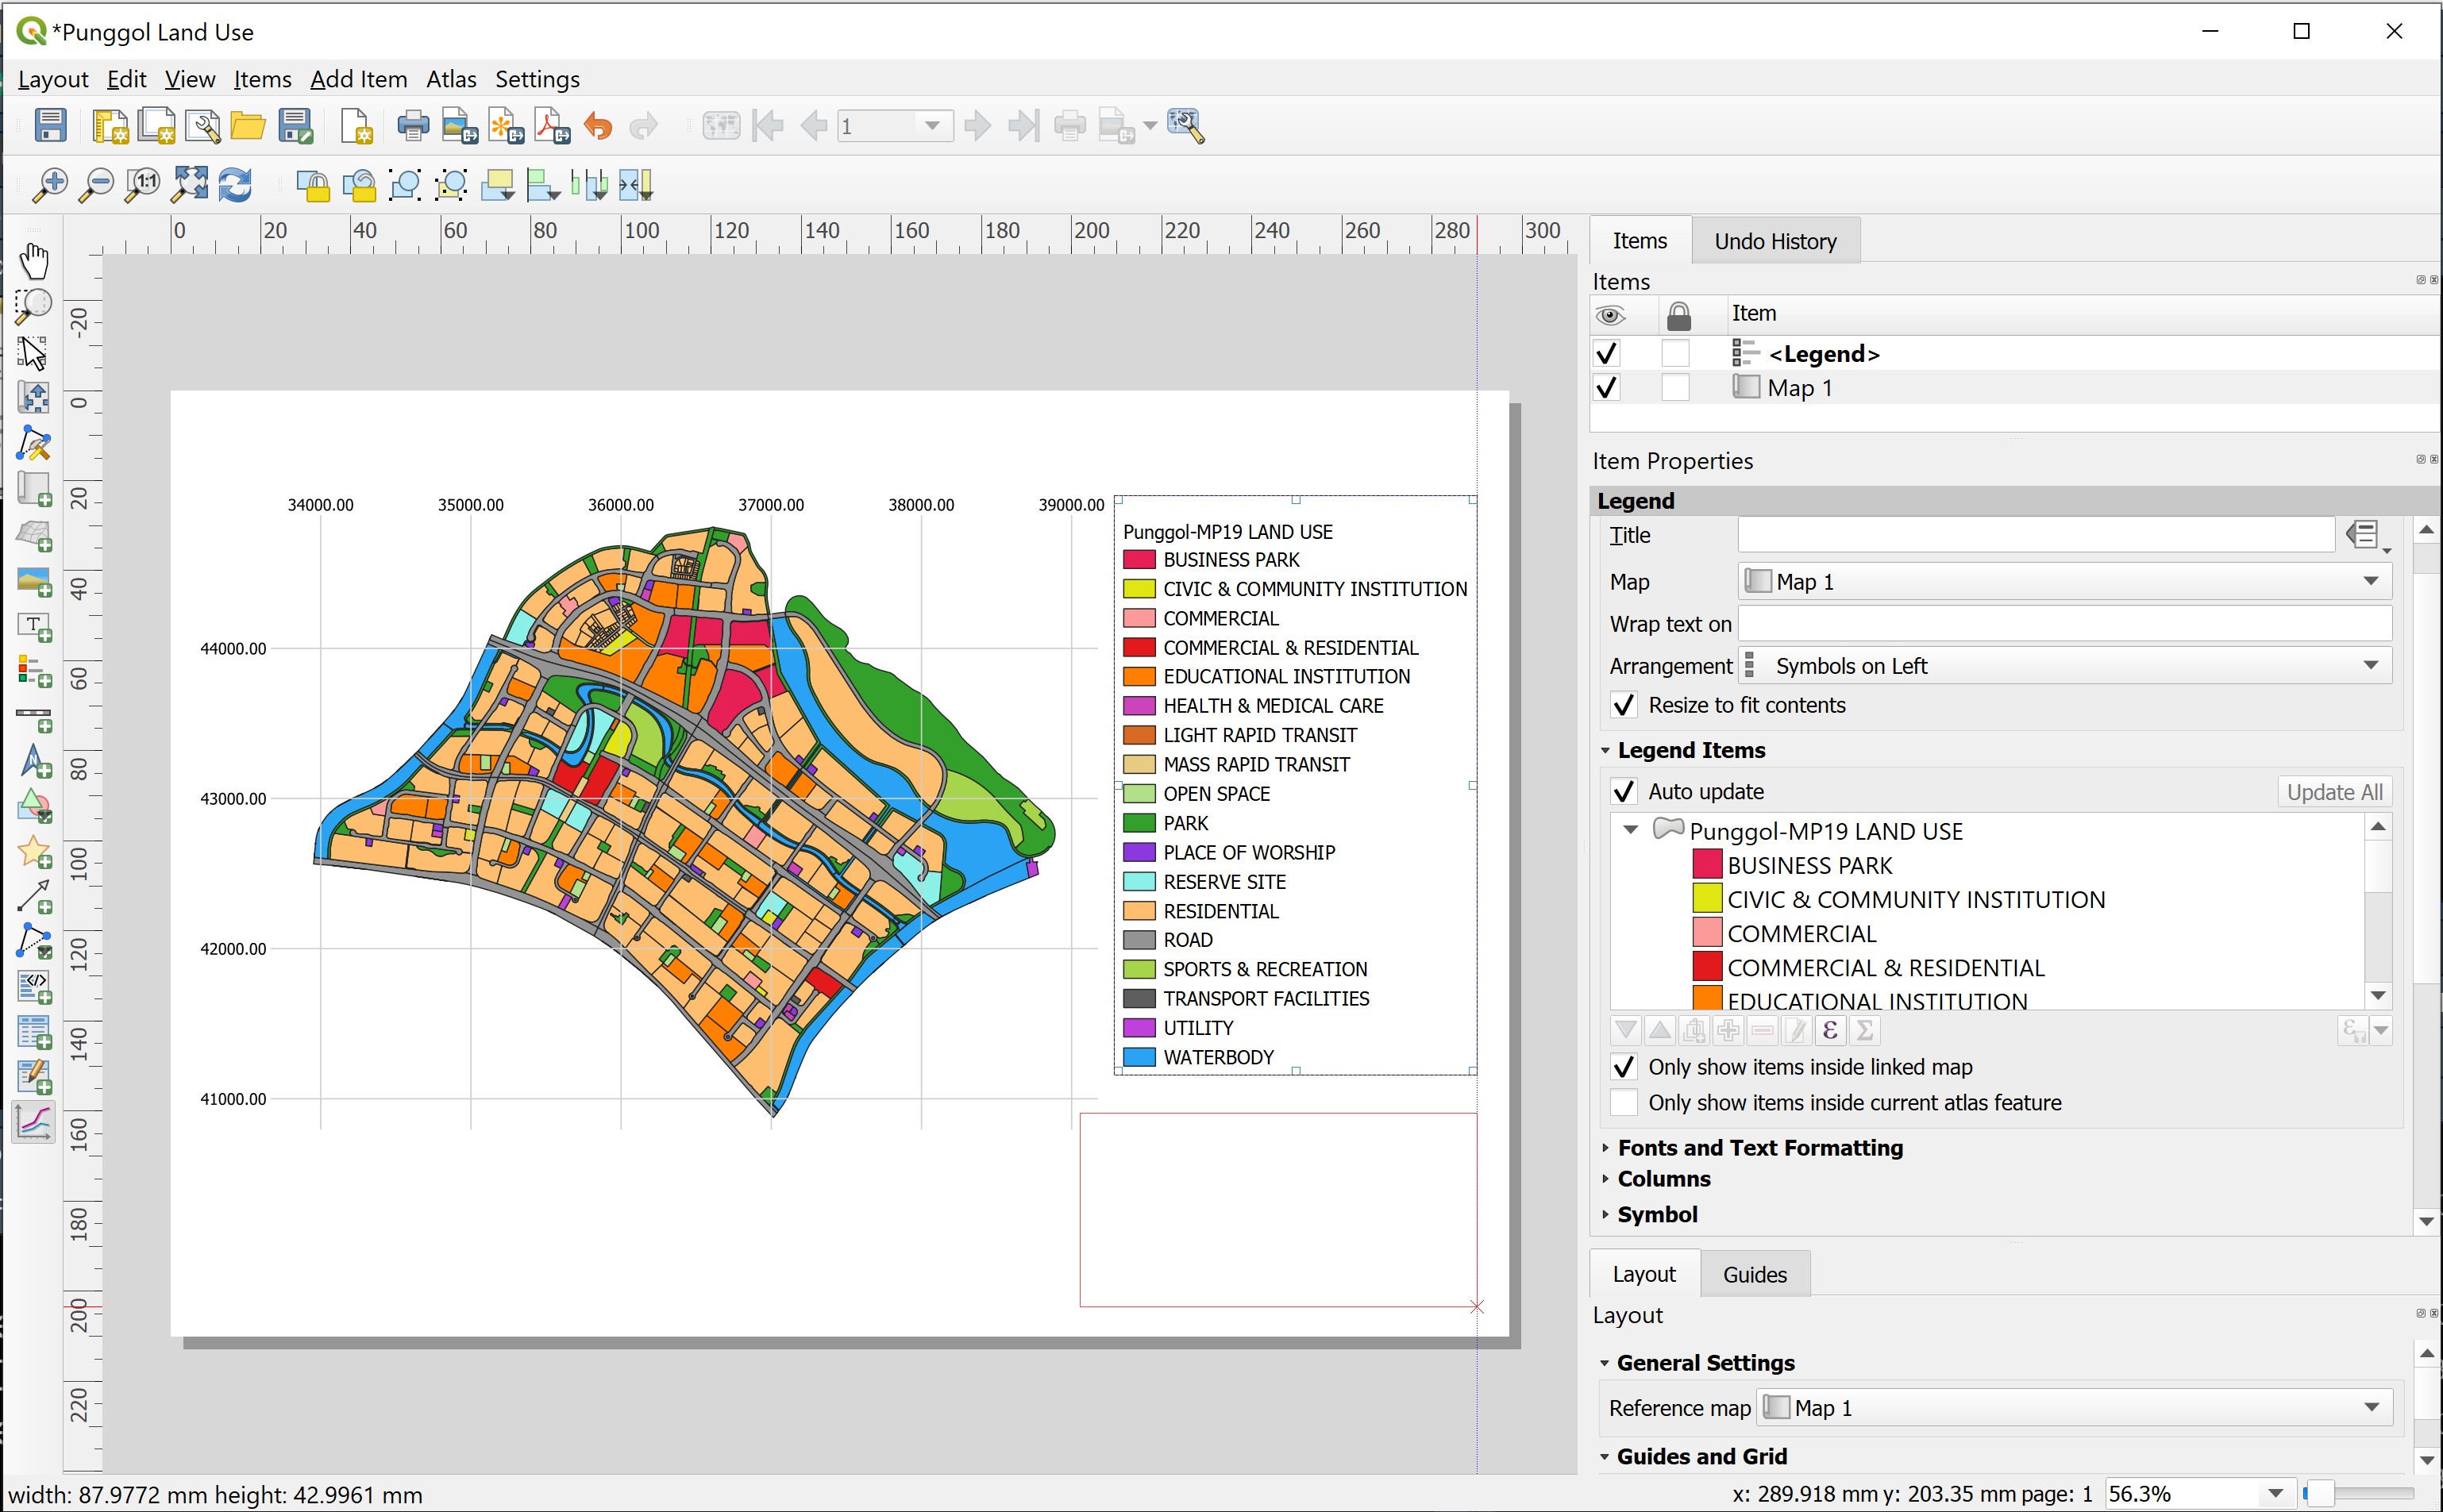 *Punggol Land Use
Layout Edit View Items Add Item Atlas Settings
1
1:1
0 20 40 60 80 100 120 140 160 180 200 220 240 260 280 300
-20
0
20
40
60
80
100
120
140
160
180
200
220
34000.00 35000.00 36000.00 37000.00 38000.00 39000.00
44000.00
43000.00
42000.00
41000.00
Punggol-MP19 LAND USE
BUSINESS PARK
CIVIC & COMMUNITY INSTITUTION
COMMERCIAL
COMMERCIAL & RESIDENTIAL
EDUCATIONAL INSTITUTION
HEALTH & MEDICAL CARE
LIGHT RAPID TRANSIT
MASS RAPID TRANSIT
OPEN SPACE
PARK
PLACE OF WORSHIP
RESERVE SITE
RESIDENTIAL
ROAD
SPORTS & RECREATION
TRANSPORT FACILITIES
UTILITY
WATERBODY
Items Undo History
Items
Item
<Legend>
Map 1
Item Properties
Legend
Title
Map Map 1
Wrap text on
Arrangement Symbols on Left
Resize to fit contents
Legend Items
Auto update Update All
Punggol-MP19 LAND USE
BUSINESS PARK
CIVIC & COMMUNITY INSTITUTION
COMMERCIAL
COMMERCIAL & RESIDENTIAL
EDUCATIONAL INSTITUTION
ε Σ ε
Only show items inside linked map
Only show items inside current atlas feature
Fonts and Text Formatting
Columns
Symbol
Layout Guides
Layout
General Settings
Reference map Map 1
Guides and Grid
width: 87.9772 mm height: 42.9961 mm x: 289.918 mm y: 203.35 mm page: 1 56.3%